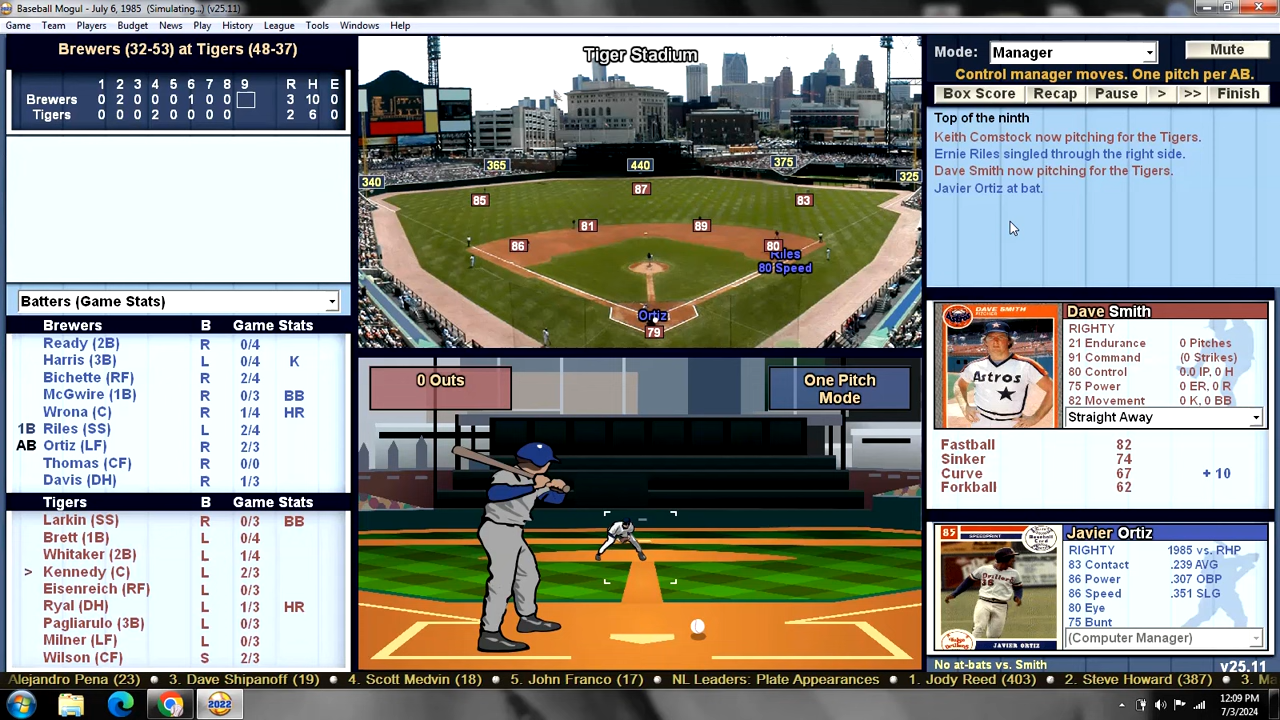 Baseball Mogul - July 6, 1985 (Simulating...) (v25.11)
Game Team Players Budget News Play History League Tools Windows Help
Brewers (32-53) at Tigers (48-37)
1 2 3 4 5 6 7 8 9 R H E
Brewers 0 2 0 0 0 1 0 0 3 10 0
Tigers 0 0 0 2 0 0 0 0 2 6 0
Batters (Game Stats)
Brewers B Game Stats
Ready (2B) R 0/4
Harris (3B) L 0/4 K
Bichette (RF) R 2/4
McGwire (1B) R 0/3 BB
Wrona (C) R 1/4 HR
1B Riles (SS) L 2/4
AB Ortiz (LF) R 2/3
Thomas (CF) R 0/0
Davis (DH) R 1/3
Tigers B Game Stats
Larkin (SS) R 0/3 BB
Brett (1B) L 0/4
Whitaker (2B) L 1/4
> Kennedy (C) L 2/3
Eisenreich (RF) L 0/3
Ryal (DH) L 1/3 HR
Pagliarulo (3B) L 0/3
Milner (LF) L 0/3
Wilson (CF) S 2/3
Tiger Stadium
340 365 440 375 325
85 87 83
81 89
86 80
Riles
80 Speed
Ortiz
79
0 Outs
One Pitch
Mode
Mode: Manager Mute
Control manager moves. One pitch per AB.
Box Score Recap Pause > >> Finish
Top of the ninth
Keith Comstock now pitching for the Tigers.
Ernie Riles singled through the right side.
Dave Smith now pitching for the Tigers.
Javier Ortiz at bat.
DAVE SMITH
PITCHER
Astros
Dave Smith
RIGHTY
21 Endurance 0 Pitches
91 Command (0 Strikes)
80 Control 0.0 IP, 0 H
75 Power 0 ER, 0 R
82 Movement 0 K, 0 BB
Straight Away
Fastball 82
Sinker 74
Curve 67 + 10
Forkball 62
85 SPEEDPRINT
JAVIER ORTIZ
Javier Ortiz
RIGHTY 1985 vs. RHP
83 Contact .239 AVG
86 Power .307 OBP
86 Speed .351 SLG
80 Eye
75 Bunt
(Computer Manager)
No at-bats vs. Smith v25.11
Alejandro Pena (23) 3. Dave Shipanoff (19) 4. Scott Medvin (18) 5. John Franco (17) NL Leaders: Plate Appearances 1. Jody Reed (403) 2. Steve Howard (387) 3. Ma
2022
12:09 PM
7/3/2024